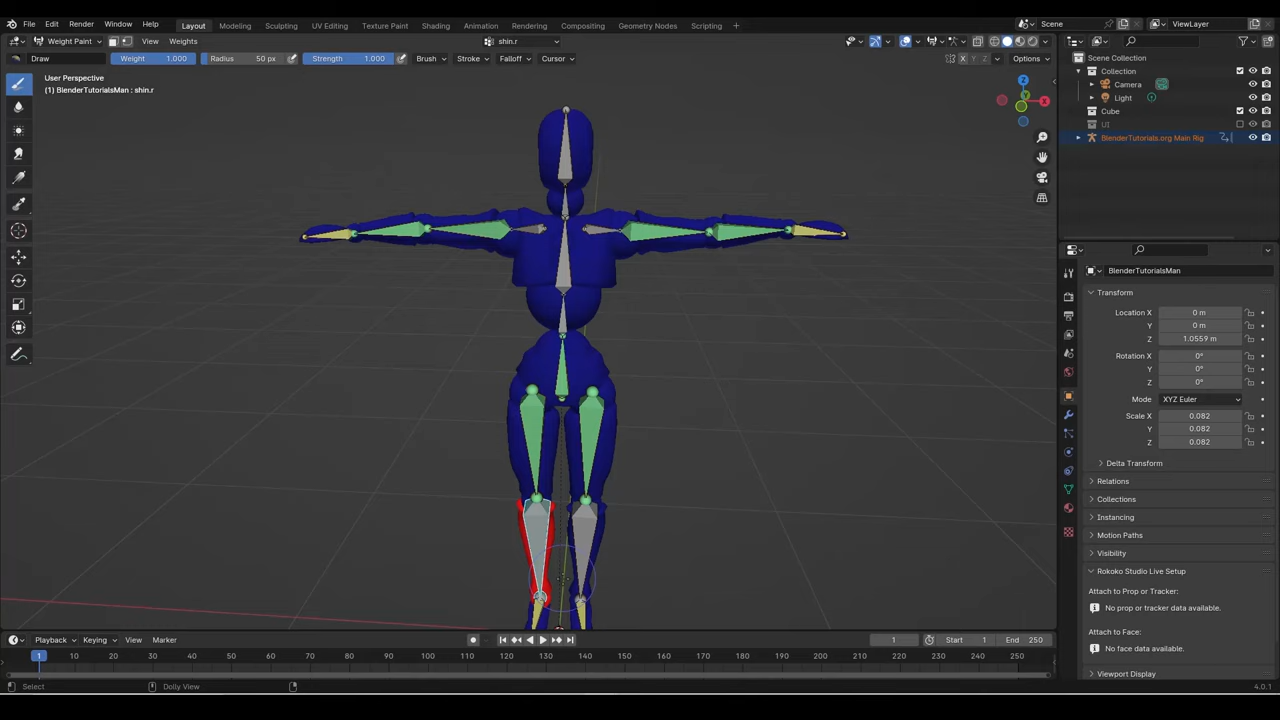 File Edit Render Window Help Layout Modeling Sculpting UV Editing Texture Paint Shading Animation Rendering Compositing Geometry Nodes Scripting + Scene ViewLayer
Weight Paint View Weights shin.r
Draw Weight 1.000 Radius 50 px Strength 1.000 Brush Stroke Falloff Cursor X Y Z Options
User Perspective
(1) BlenderTutorialsMan : shin.r
Z
Y
X
Scene Collection
Collection
Camera
Light
Cube
UI
BlenderTutorials.org Main Rig
BlenderTutorialsMan
Transform
Location X 0 m
Y 0 m
Z 1.0559 m
Rotation X 0°
Y 0°
Z 0°
Mode XYZ Euler
Scale X 0.082
Y 0.082
Z 0.082
Delta Transform
Relations
Collections
Instancing
Motion Paths
Visibility
Rokoko Studio Live Setup
Attach to Prop or Tracker:
No prop or tracker data available.
Attach to Face:
No face data available.
Viewport Display
Playback Keying View Marker 1 Start 1 End 250
1 10 20 30 40 50 60 70 80 90 100 110 120 130 140 150 160 170 180 190 200 210 220 230 240 250
Select Dolly View 4.0.1